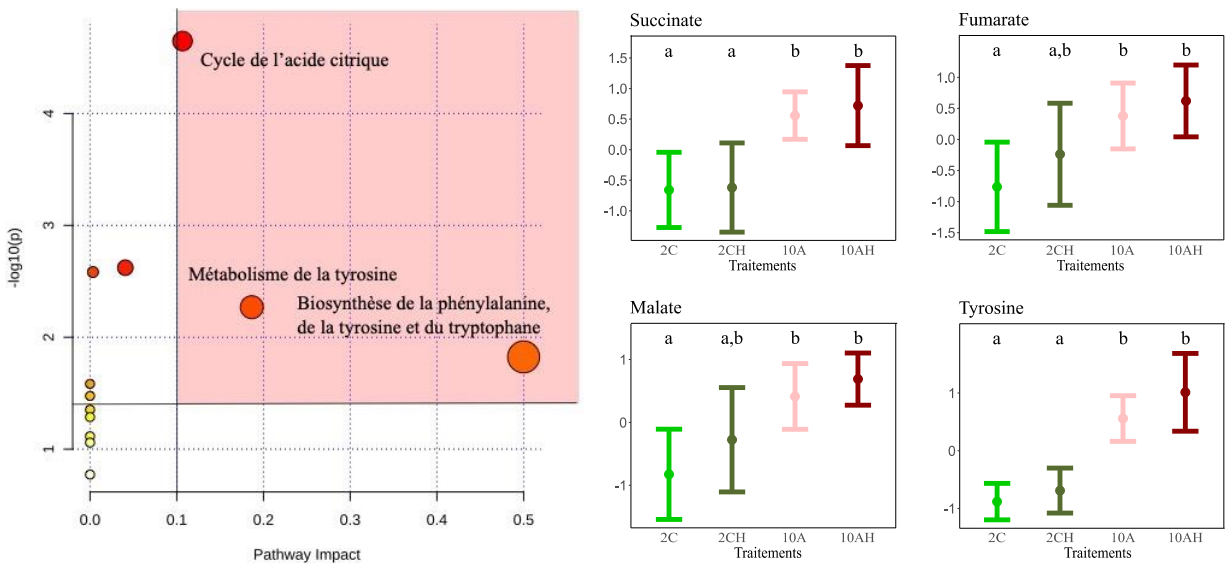 Cycle de l'acide citrique
Métabolisme de la tyrosine
Biosynthèse de la phénylalanine,
de la tyrosine et du tryptophane
-log10(p)
4
3
2
1
0.0 0.1 0.2 0.3 0.4 0.5
Pathway Impact
Succinate
a a b b
1.5
1.0
0.5
0.0
-0.5
-1.0
2C 2CH 10A 10AH
Traitements
Fumarate
a a,b b b
1.0
0.5
0.0
-0.5
-1.0
-1.5
2C 2CH 10A 10AH
Traitements
Malate
a a,b b b
1
0
-1
2C 2CH 10A 10AH
Traitements
Tyrosine
a a b b
1
0
-1
2C 2CH 10A 10AH
Traitements